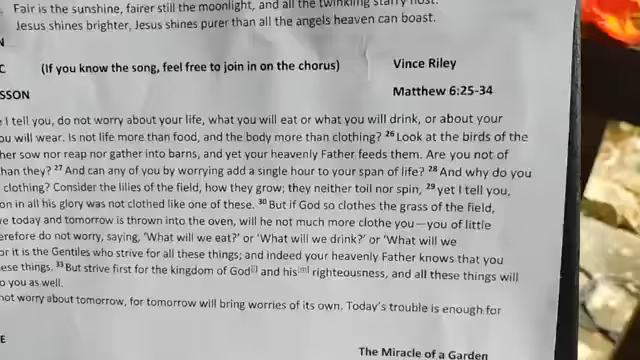 Fair is the sunshine, fairer still the moonlight, and all the twinkling starry host.
Jesus shines brighter, Jesus shines purer than all the angels heaven can boast.
N
C (If you know the song, feel free to join in on the chorus) Vince Riley
SSON Matthew 6:25-34
e I tell you, do not worry about your life, what you will eat or what you will drink, or about your
ou will wear. Is not life more than food, and the body more than clothing? 26 Look at the birds of the
her sow nor reap nor gather into barns, and yet your heavenly Father feeds them. Are you not of
han they? 27 And can any of you by worrying add a single hour to your span of life? 28 And why do you
clothing? Consider the lilies of the field, how they grow; they neither toil nor spin, 29 yet I tell you,
on in all his glory was not clothed like one of these. 30 But if God so clothes the grass of the field,
ve today and tomorrow is thrown into the oven, will he not much more clothe you—you of little
erefore do not worry, saying, ‘What will we eat?’ or ‘What will we drink?’ or ‘What will we
or it is the Gentiles who strive for all these things; and indeed your heavenly Father knows that you
ese things. 33 But strive first for the kingdom of God[l] and his[m] righteousness, and all these things will
o you as well.
not worry about tomorrow, for tomorrow will bring worries of its own. Today's trouble is enough for
E The Miracle of a Garden